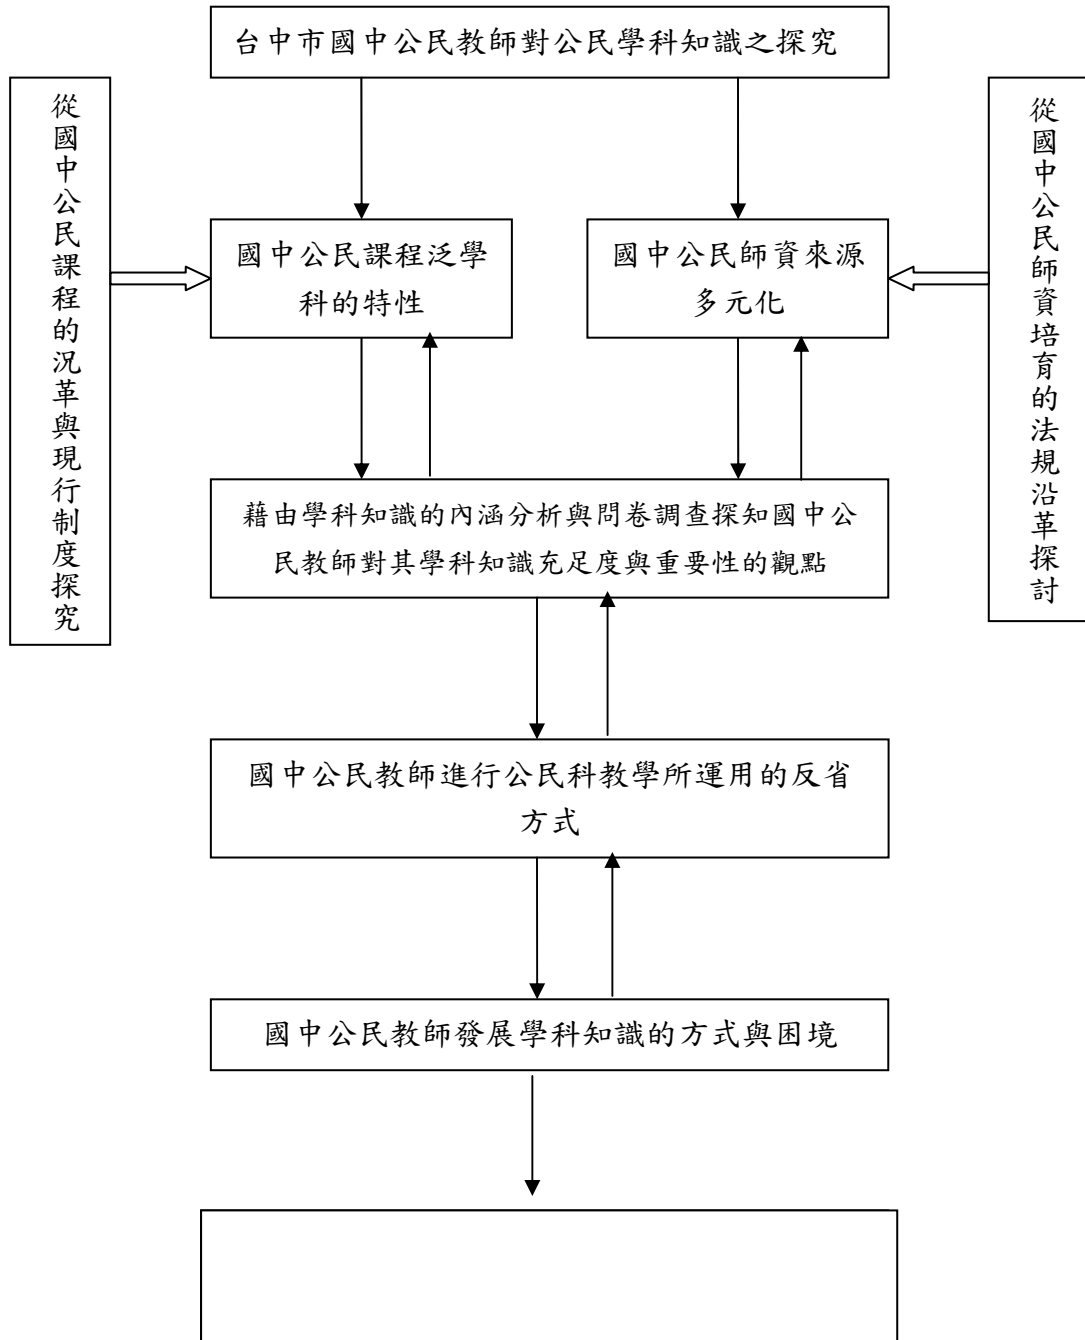 台中市國中公民教師對公民學科知識之探究
從國中公民課程的況革與現行制度探究
從國中公民師資培育的法規沿革探討
國中公民課程泛學
科的特性
國中公民師資來源
多元化
藉由學科知識的內涵分析與問卷調查探知國中公
民教師對其學科知識充足度與重要性的觀點
國中公民教師進行公民科教學所運用的反省
方式
國中公民教師發展學科知識的方式與困境